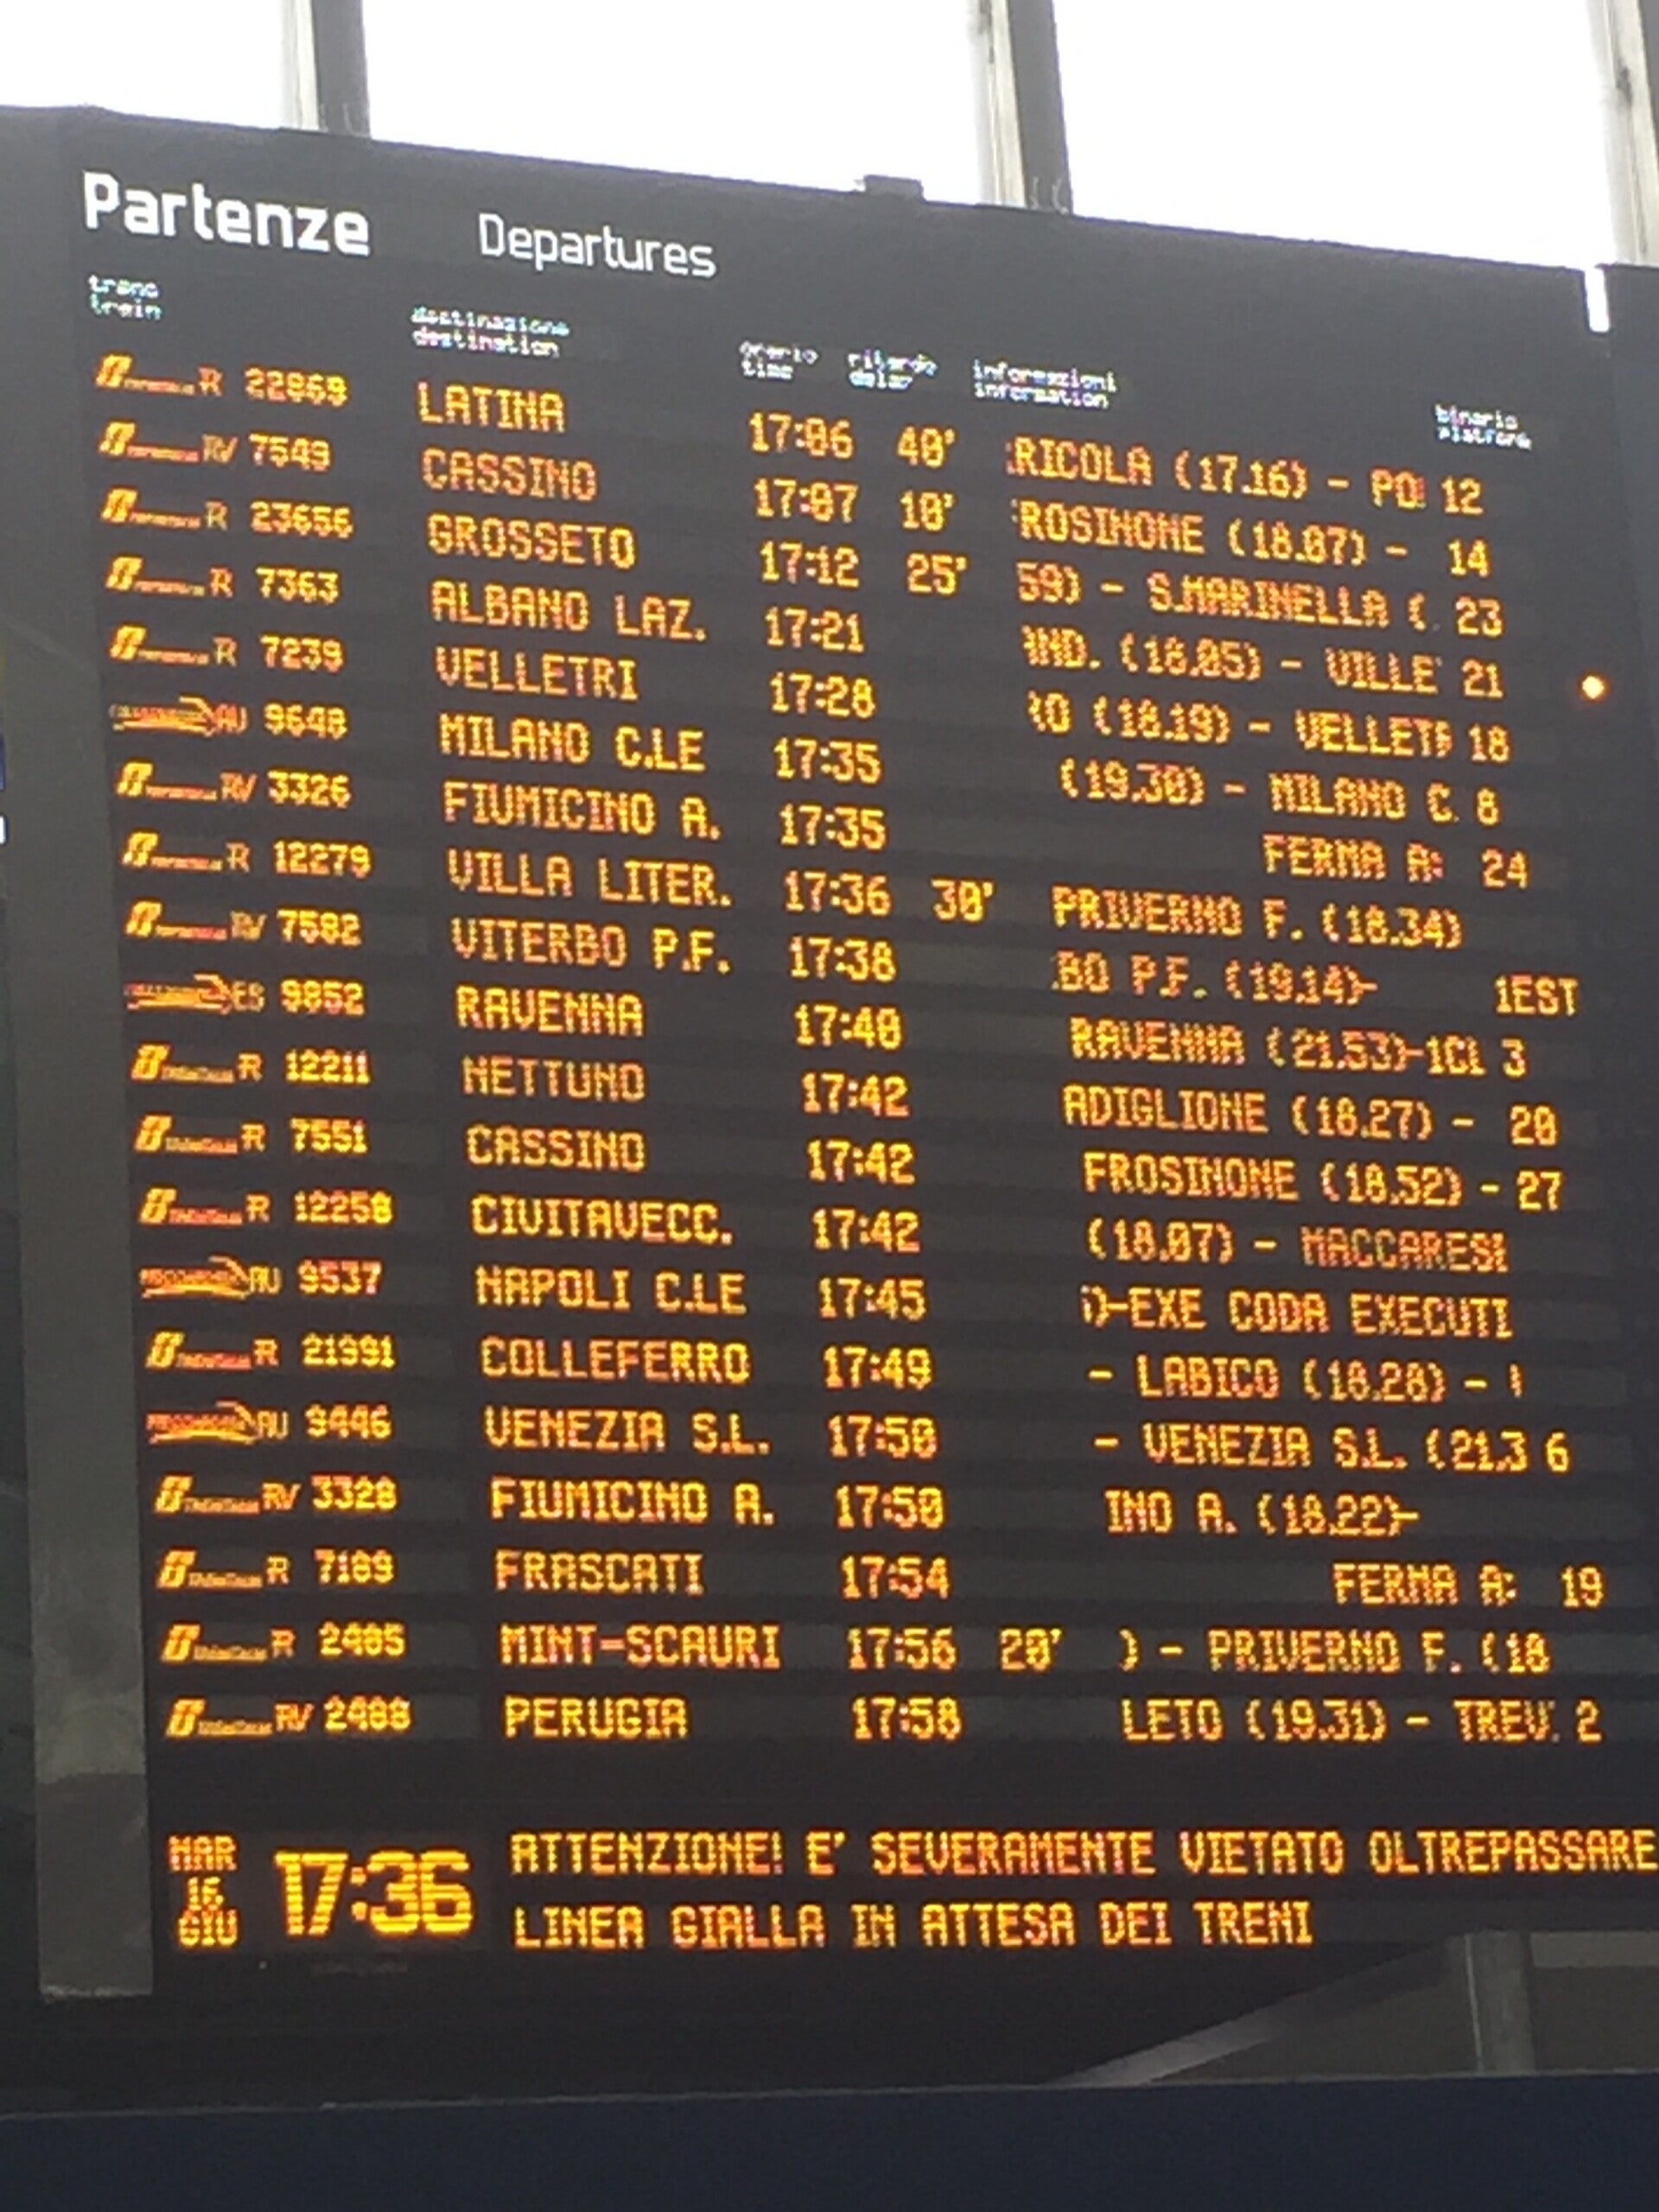 Partenze Departures
treno destinazione orario ritardo informazioni binario
train destination time delay information platform
R 22869 LATINA 17:06 40' RICOLA (17.16) - PO 12
RV 7549 CASSINO 17:07 10' ROSINONE (18.07) - 14
R 23656 GROSSETO 17:12 25' 59) - S.MARINELLA ( 23
R 7363 ALBANO LAZ. 17:21 ND. (18.05) - VILLE 21
R 7239 VELLETRI 17:28 O (18.19) - VELLET 18
AV 9648 MILANO C.LE 17:35 (19.30) - MILANO C. 8
RV 3326 FIUMICINO A. 17:35 FERMA A: 24
R 12279 VILLA LITER. 17:36 30' PRIVERNO F. (18.34)
RV 7582 VITERBO P.F. 17:38 BO P.F. (19.14)- 1EST
ES 9852 RAVENNA 17:40 RAVENNA (21.53)-1CL 3
R 12211 NETTUNO 17:42 ADIGLIONE (18.27) - 20
R 7551 CASSINO 17:42 FROSINONE (18.52) - 27
R 12258 CIVITAVECC. 17:42 (18.07) - MACCARESE
AV 9537 NAPOLI C.LE 17:45 )-EXE CODA EXECUTI
R 21991 COLLEFERRO 17:49 - LABICO (18.28) -
AV 9446 VENEZIA S.L. 17:50 - VENEZIA S.L. (21.3 6
RV 3328 FIUMICINO A. 17:50 INO A. (18.22)-
R 7189 FRASCATI 17:54 FERMA A: 19
R 2405 MINT-SCAURI 17:56 20' ) - PRIVERNO F. (18
RV 2488 PERUGIA 17:58 LETO (19.31) - TREV 2
MAR 16 GIU 17:36
ATTENZIONE! E' SEVERAMENTE VIETATO OLTREPASSARE
LINEA GIALLA IN ATTESA DEI TRENI